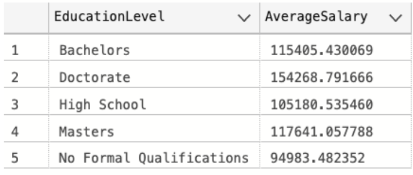 EducationLevel AverageSalary
1 Bachelors 115405.430069
2 Doctorate 154268.791666
3 High School 105180.535460
4 Masters 117641.057788
5 No Formal Qualifications 94983.482352